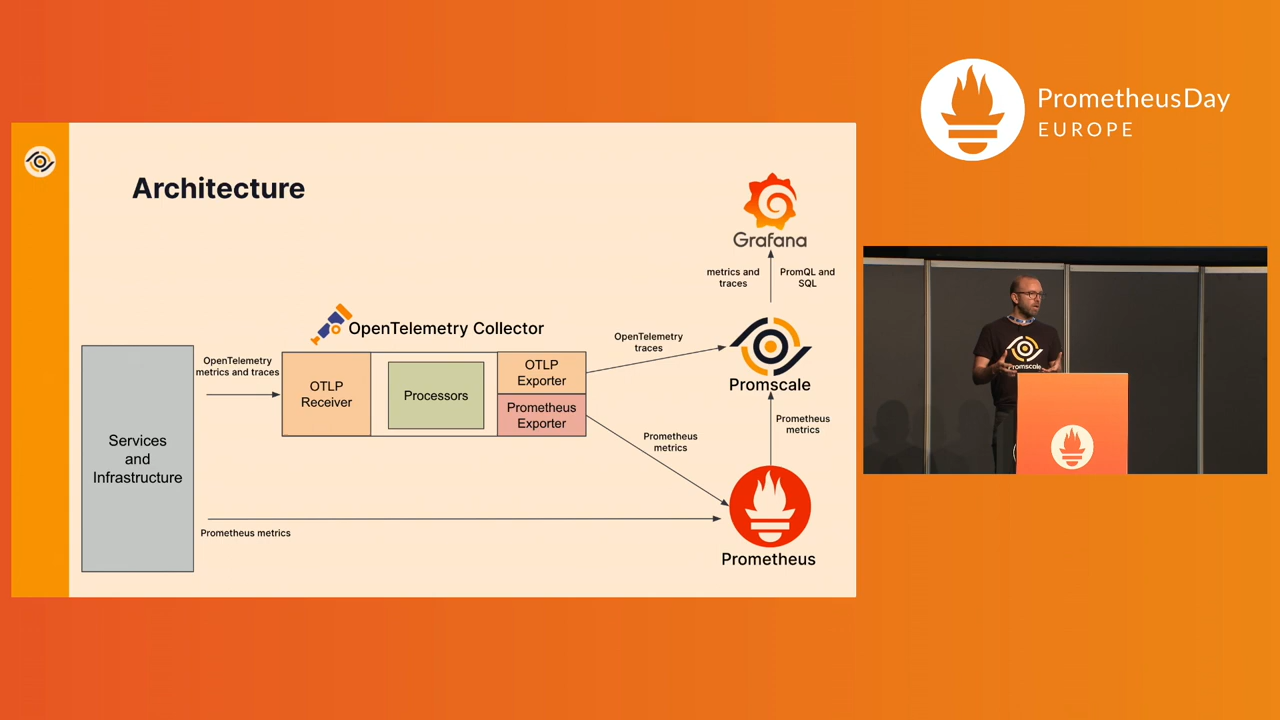 PrometheusDay
EUROPE
Architecture
Grafana
metrics and
traces
PromQL and
SQL
OpenTelemetry Collector
OpenTelemetry
traces
OpenTelemetry
metrics and traces
OTLP
Receiver
Processors
OTLP
Exporter
Prometheus
Exporter
Promscale
Prometheus
metrics
Prometheus
metrics
Services
and
Infrastructure
Prometheus metrics
Prometheus
Promscale